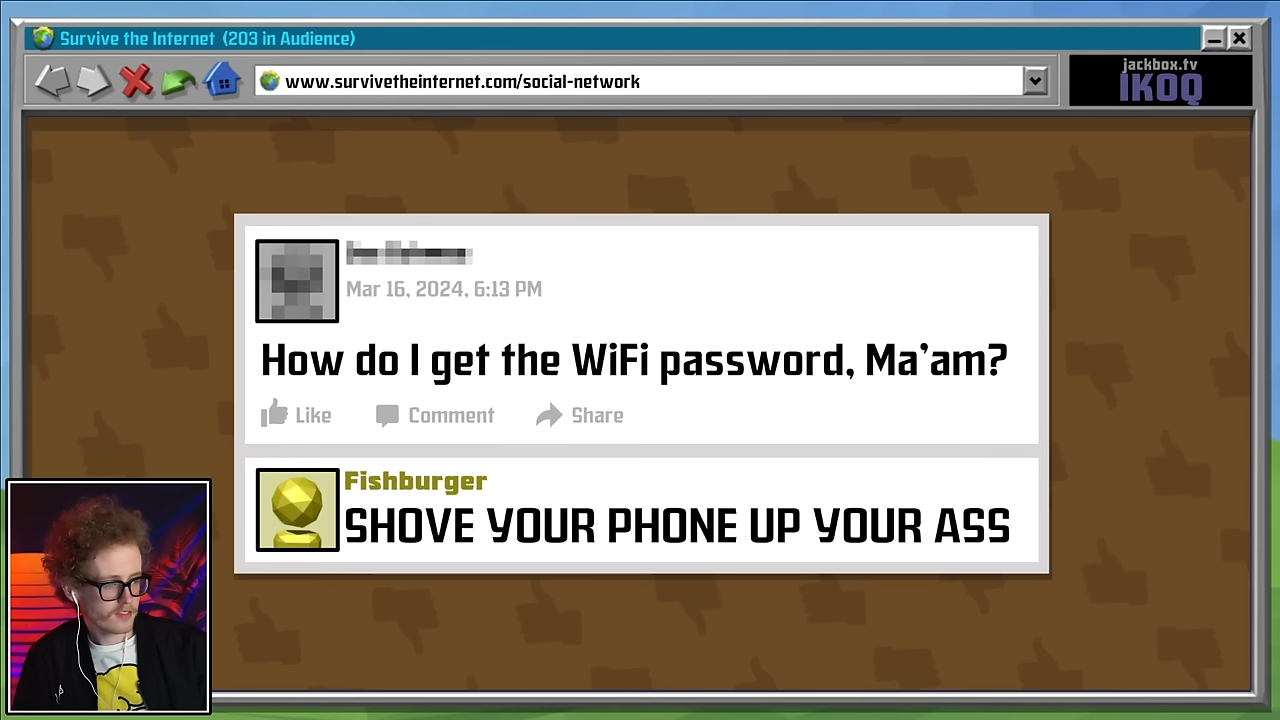 Survive the Internet (203 in Audience)
www.survivetheinternet.com/social-network
jackbox.tv
IKOQ
Mar 16, 2024, 6:13 PM
How do I get the WiFi password, Ma'am?
Like Comment Share
Fishburger
SHOVE YOUR PHONE UP YOUR ASS